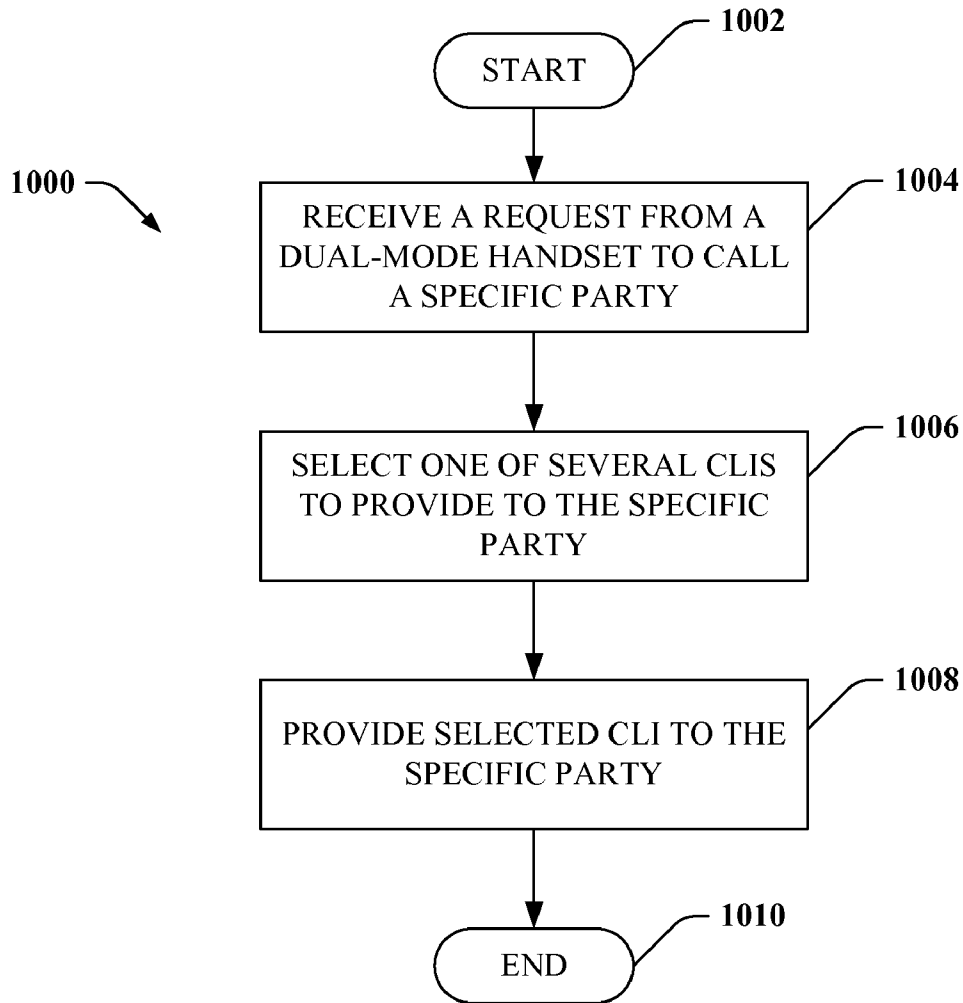 1002
START
1000
1004
RECEIVE A REQUEST FROM A
DUAL-MODE HANDSET TO CALL
A SPECIFIC PARTY
1006
SELECT ONE OF SEVERAL CLIS
TO PROVIDE TO THE SPECIFIC
PARTY
1008
PROVIDE SELECTED CLI TO THE
SPECIFIC PARTY
1010
END